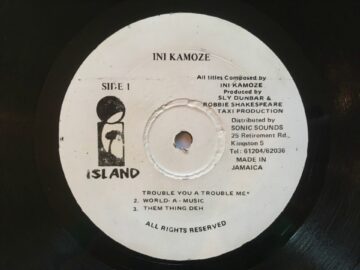 INI KAMOZE
SIDE 1
All titles Composed by
INI KAMOZE
Produced by
SLY DUNBAR &
ROBBIE SHAKESPEARE
TAXI PRODUCTION
Distributed by
SONIC SOUNDS
25 Retirement Rd.,
Kingston 5
Tel: 61204/62036
MADE IN
JAMAICA
ISLAND
TROUBLE YOU A TROUBLE ME*
2. WORLD-A-MUSIC
3. THEM THING DEH
ALL RIGHTS RESERVED